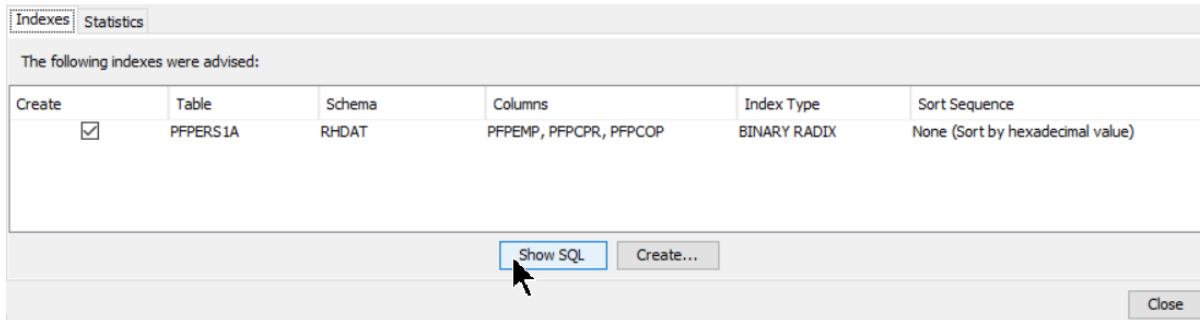 Indexes Statistics
The following indexes were advised:
Create Table Schema Columns Index Type Sort Sequence
PFPERS1A RHDAT PFPEMP, PFPCPR, PFPCOP BINARY RADIX None (Sort by hexadecimal value)
Show SQL Create...
Close